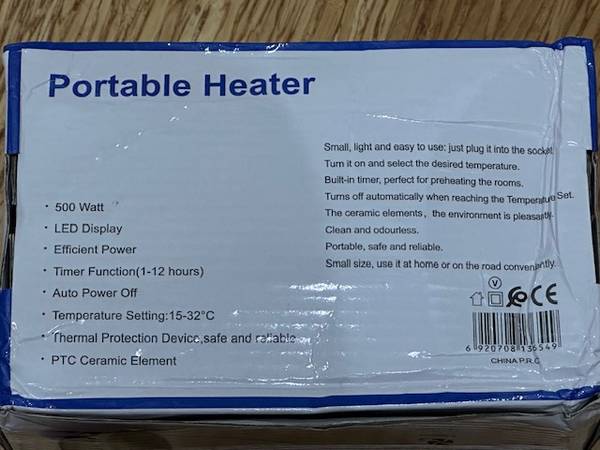 Portable Heater
• 500 Watt
• LED Display
• Efficient Power
• Timer Function(1-12 hours)
• Auto Power Off
• Temperature Setting:15-32°C
• Thermal Protection Device,safe and reliable
• PTC Ceramic Element
Small, light and easy to use: just plug it into the socket
Turn it on and select the desired temperature.
Built-in timer, perfect for preheating the rooms.
Turns off automatically when reaching the Temperature Set.
The ceramic elements, the environment is pleasantly.
Clean and odourless.
Portable, safe and reliable.
Small size, use it at home or on the road conveniently.
V
CE
6 920708 136549
CHINA P.R.C